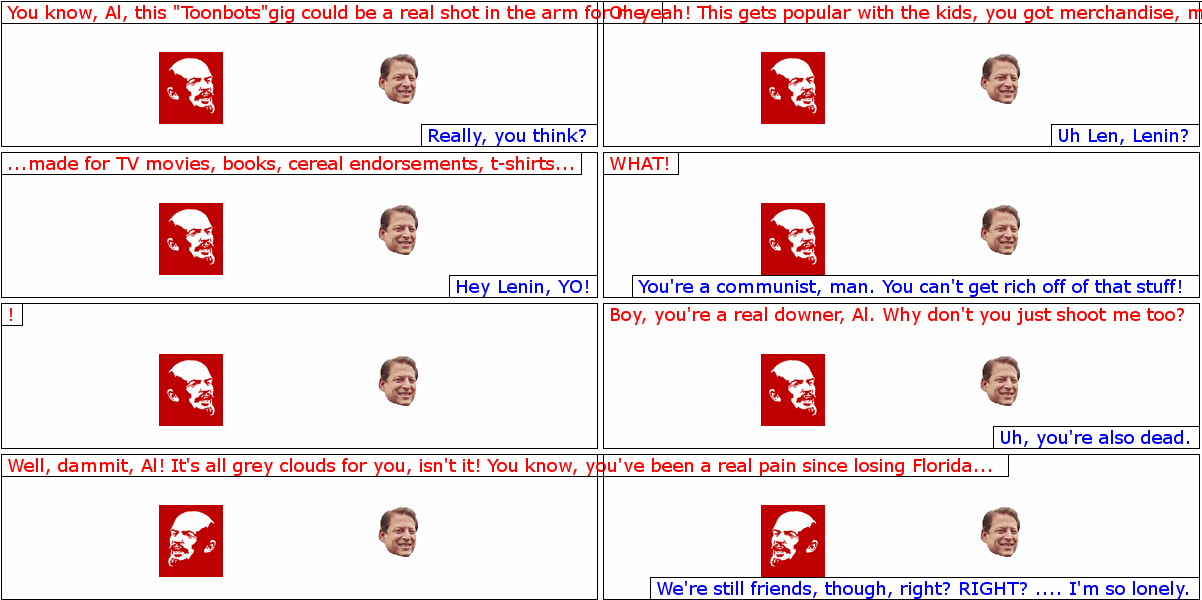 You know, Al, this "Toonbots"gig could be a real shot in the arm for me.
Really, you think?
Oh yeah! This gets popular with the kids, you got merchandise, m
Uh Len, Lenin?
...made for TV movies, books, cereal endorsements, t-shirts...
Hey Lenin, YO!
WHAT!
You're a communist, man. You can't get rich off of that stuff!
!
Boy, you're a real downer, Al. Why don't you just shoot me too?
Uh, you're also dead.
Well, dammit, Al! It's all grey clouds for you, isn't it! You know, you've been a real pain since losing Florida...
We're still friends, though, right? RIGHT? .... I'm so lonely.